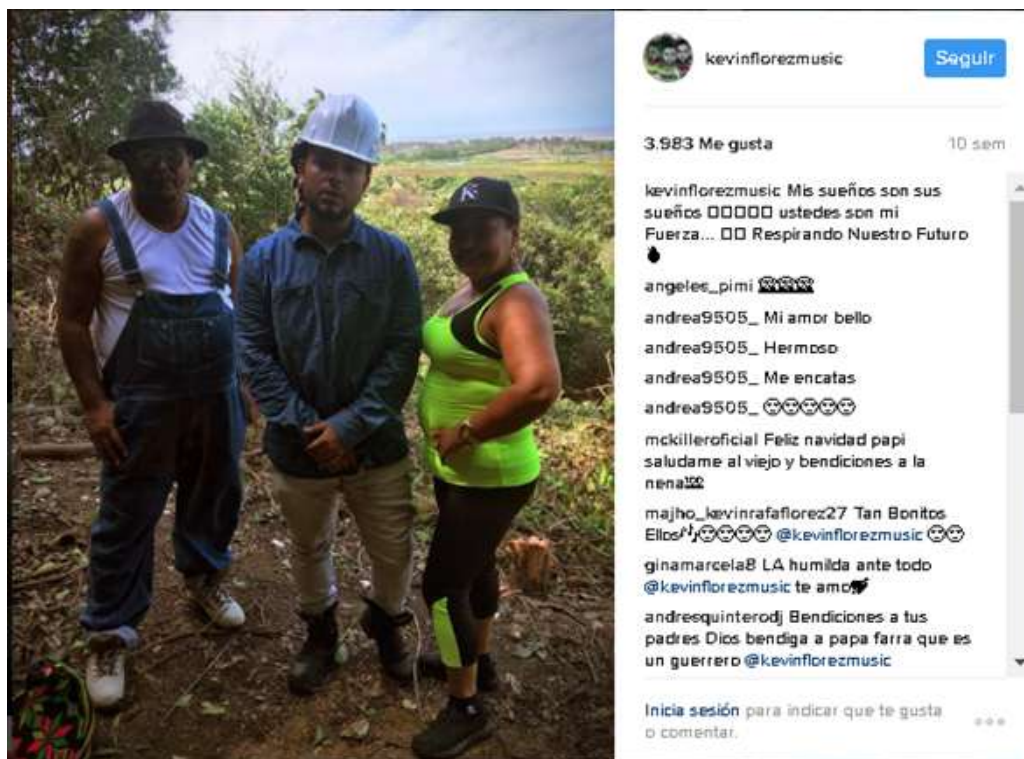 kevinflorezmusic
Seguir
3.983 Me gusta
10 sem
kevinflorezmusic Mis sueños son sus
sueños ustedes son mi
Fuerza... Respirando Nuestro Futuro
angeles_pimi
andrea9505_ Mi amor bello
andrea9505_ Hermoso
andrea9505_ Me encatas
andrea9505_
mckilleroficial Feliz navidad papi
saludame al viejo y bendiciones a la
nena💯
majho_kevinrafaflorez27 Tan Bonitos
Ellos @kevinflorezmusic
ginamarcela8 LA humilda ante todo
@kevinflorezmusic te amo
andresquinterodj Bendiciones a tus
padres Dios bendiga a papa farra que es
un guerrero @kevinflorezmusic
Inicia sesión para indicar que te gusta
o comentar.